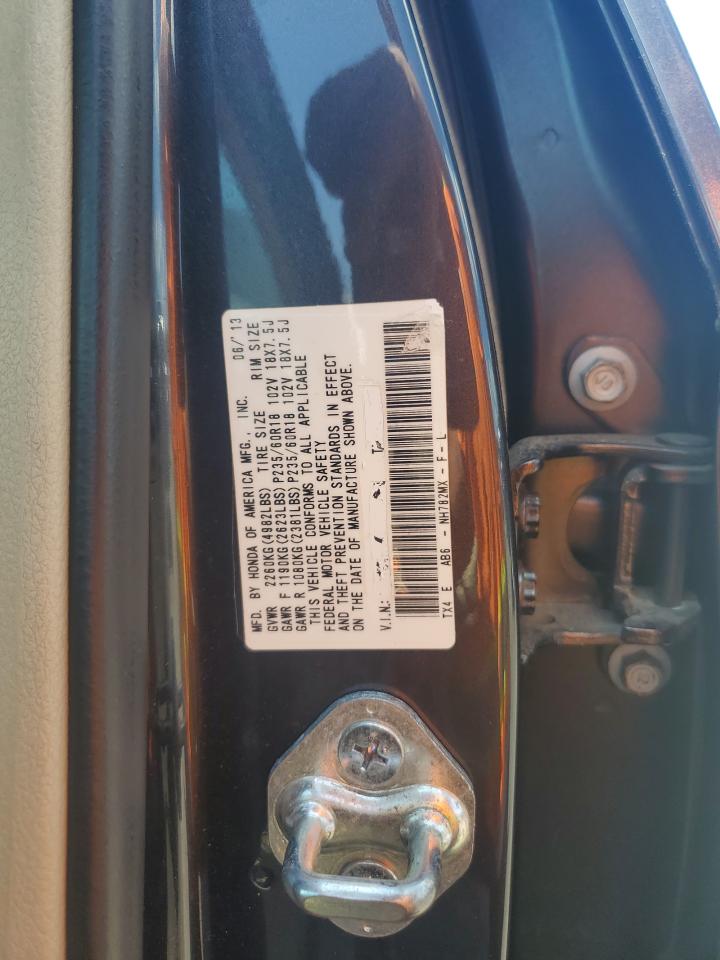 MFD. BY HONDA OF AMERICA MFG., INC. 06/'13
GVWR 2260KG(4982LBS) TIRE SIZE RIM SIZE
GAWR F 1190KG(2623LBS) P235/60R18 102V 18X7.5J
GAWR R 1080KG(2381LBS) P235/60R18 102V 18X7.5J
THIS VEHICLE CONFORMS TO ALL APPLICABLE
FEDERAL MOTOR VEHICLE SAFETY
AND THEFT PREVENTION STANDARDS IN EFFECT
ON THE DATE OF MANUFACTURE SHOWN ABOVE.
V.I.N.:
TX4 E AB6 - NH782MX - F - L